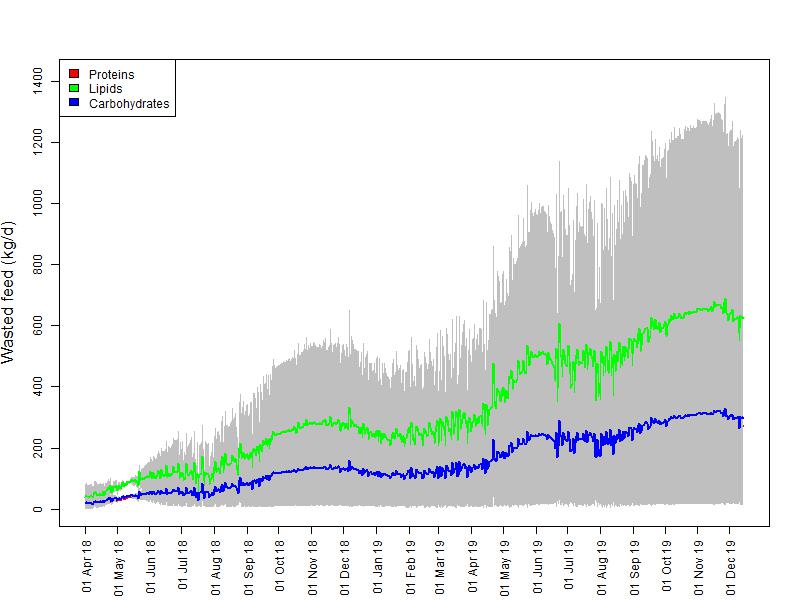 Proteins
Lipids
Carbohydrates
Wasted feed (kg/d)
1400
1200
1000
800
600
400
200
0
01 Apr 18
01 May 18
01 Jun 18
01 Jul 18
01 Aug 18
01 Sep 18
01 Oct 18
01 Nov 18
01 Dec 18
01 Jan 19
01 Feb 19
01 Mar 19
01 Apr 19
01 May 19
01 Jun 19
01 Jul 19
01 Aug 19
01 Sep 19
01 Oct 19
01 Nov 19
01 Dec 19